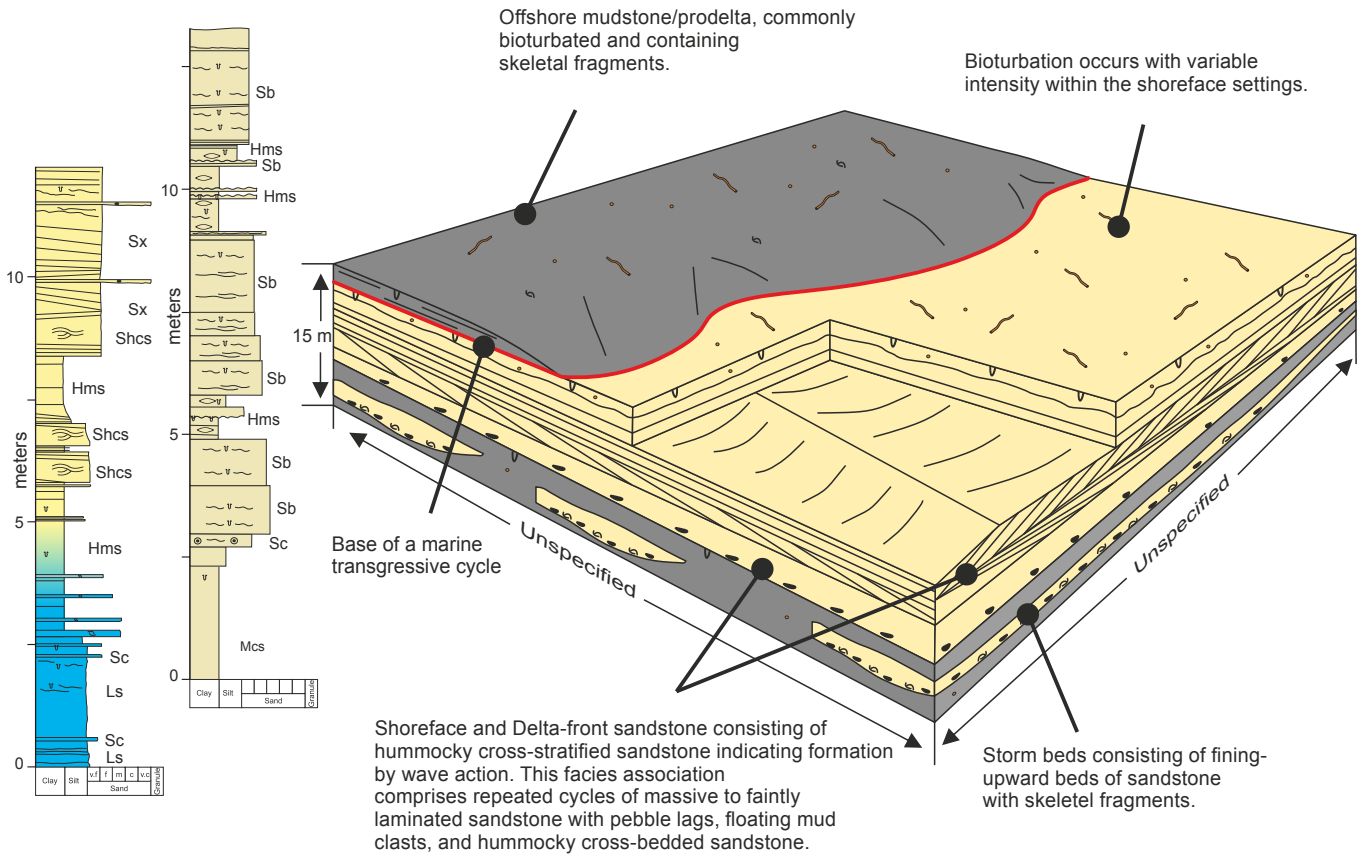 Offshore mudstone/prodelta, commonly
bioturbated and containing
skeletal fragments.
Bioturbation occurs with variable
intensity within the shoreface settings.
Sx
Sx
Shcs
Hms
Shcs
Shcs
Hms
Sc
Ls
Sc
Ls
10
5
0
meters
Clay
Silt
v.f
f
m
c
v.c
Sand
Granule
Sb
Hms
Sb
Hms
Sb
Sb
Hms
Sb
Sb
Sc
Mcs
10
5
0
meters
Clay
Silt
Sand
Granule
15 m
Unspecified
Unspecified
Base of a marine
transgressive cycle
Shoreface and Delta-front sandstone consisting of
hummocky cross-stratified sandstone indicating formation
by wave action. This facies association
comprises repeated cycles of massive to faintly
laminated sandstone with pebble lags, floating mud
clasts, and hummocky cross-bedded sandstone.
Storm beds consisting of fining-
upward beds of sandstone
with skeletel fragments.